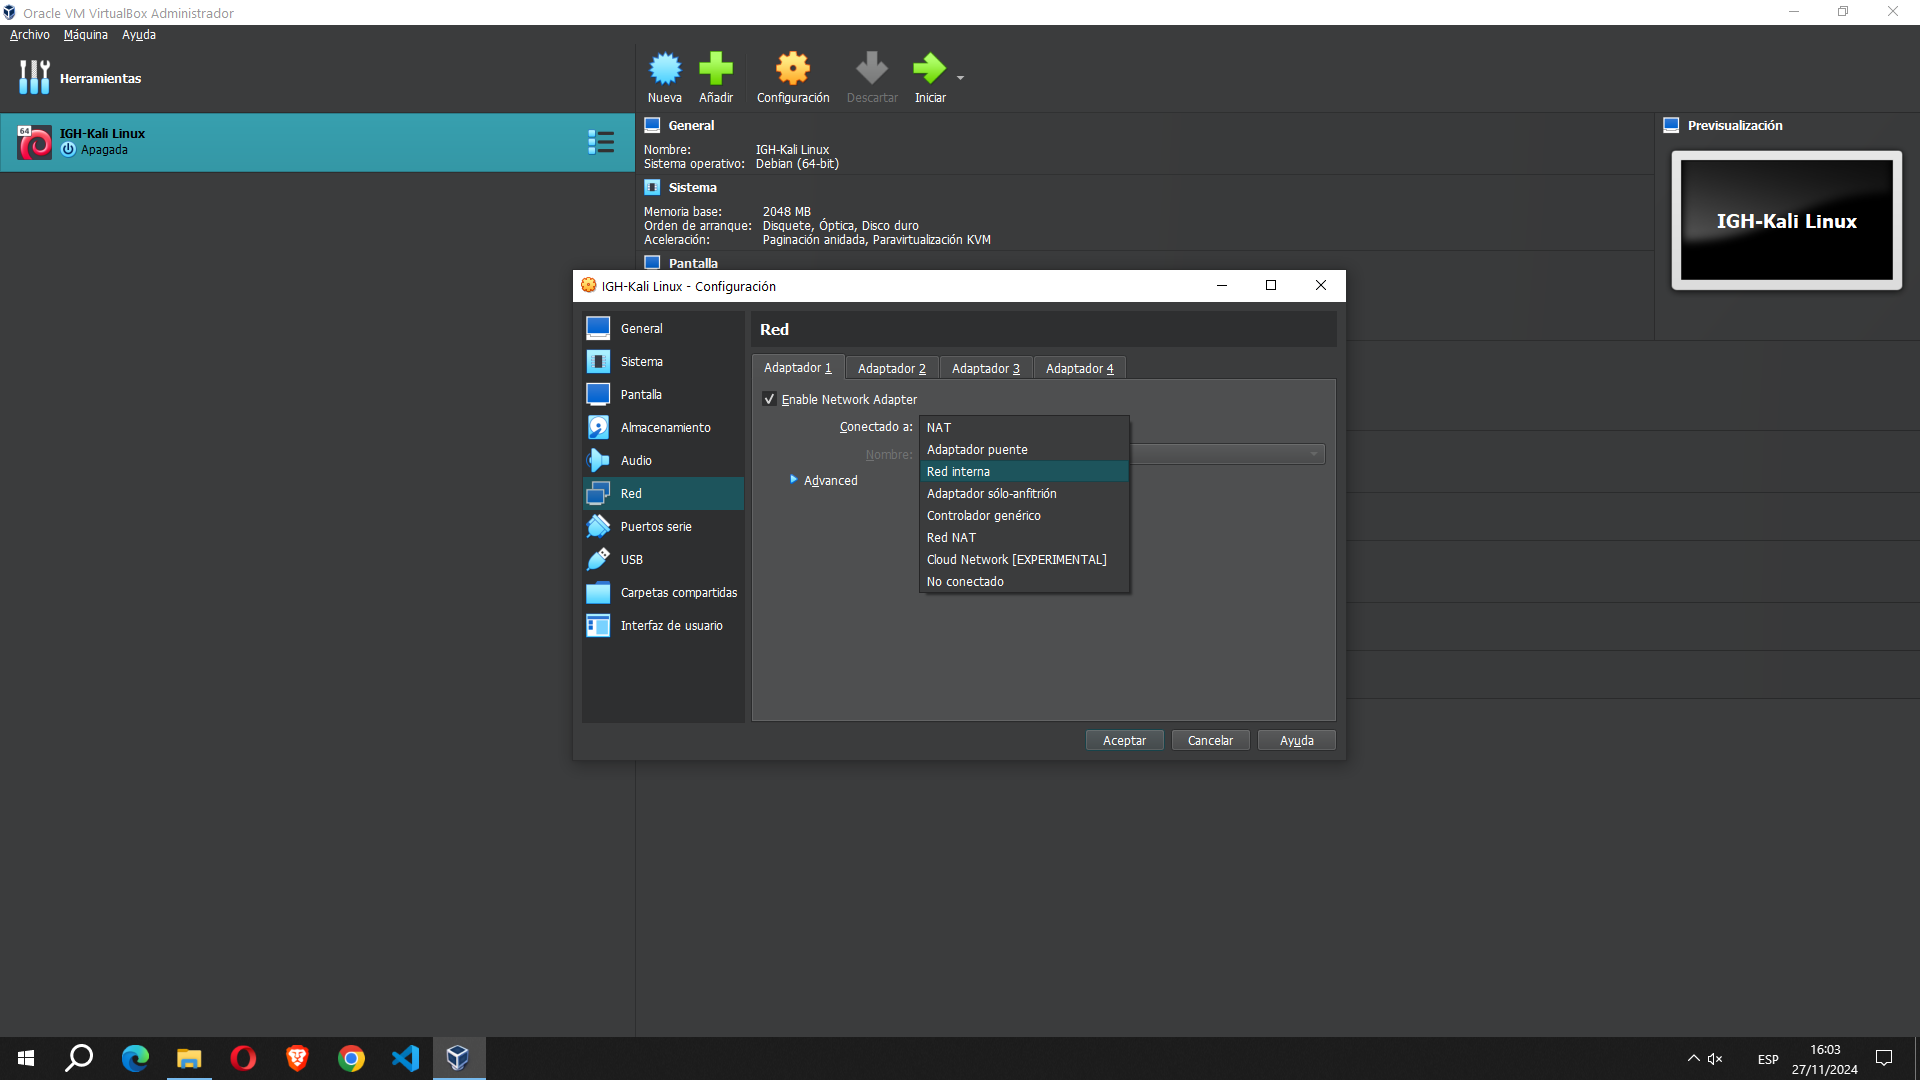 Oracle VM VirtualBox Administrador
Archivo Máquina Ayuda
Herramientas
Nueva Añadir Configuración Descartar Iniciar
64
IGH-Kali Linux
Apagada
General
Nombre: IGH-Kali Linux
Sistema operativo: Debian (64-bit)
Sistema
Memoria base: 2048 MB
Orden de arranque: Disquete, Óptica, Disco duro
Aceleración: Paginación anidada, Paravirtualización KVM
Pantalla
Previsualización
IGH-Kali Linux
IGH-Kali Linux - Configuración
General
Sistema
Pantalla
Almacenamiento
Audio
Red
Puertos serie
USB
Carpetas compartidas
Interfaz de usuario
Red
Adaptador 1 Adaptador 2 Adaptador 3 Adaptador 4
Enable Network Adapter
Conectado a:
Nombre:
Advanced
NAT
Adaptador puente
Red interna
Adaptador sólo-anfitrión
Controlador genérico
Red NAT
Cloud Network [EXPERIMENTAL]
No conectado
Aceptar Cancelar Ayuda
ESP
16:03
27/11/2024